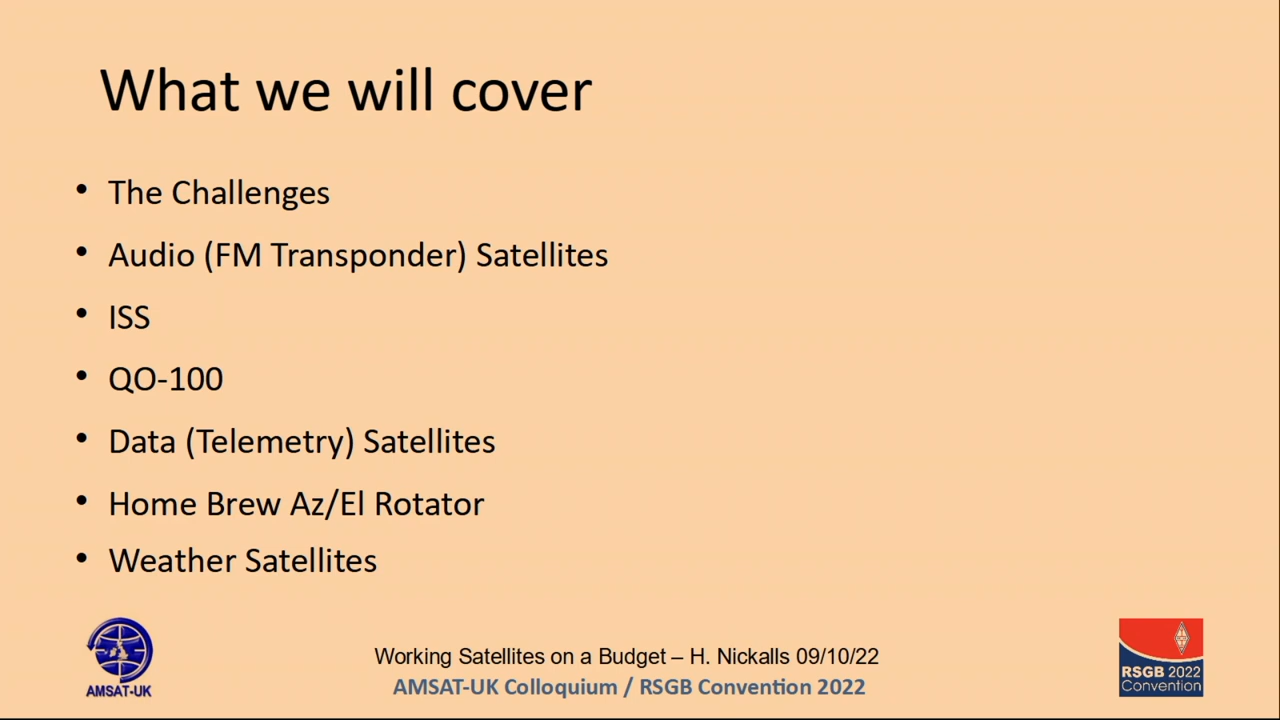 What we will cover
• The Challenges
• Audio (FM Transponder) Satellites
• ISS
• QO-100
• Data (Telemetry) Satellites
• Home Brew Az/El Rotator
• Weather Satellites
AMSAT-UK
Working Satellites on a Budget – H. Nickalls 09/10/22
AMSAT-UK Colloquium / RSGB Convention 2022
RSGB 2022
Convention